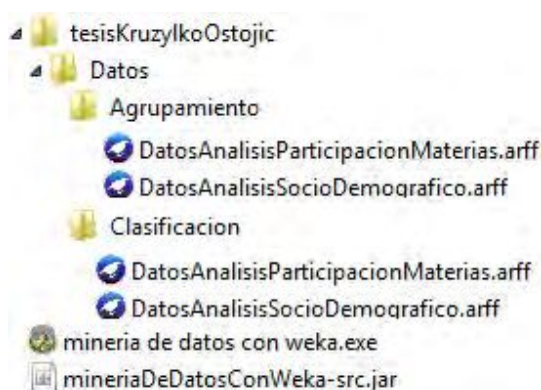 tesisKruzylkoOstojic
Datos
Agrupamiento
DatosAnalisisParticipacionMaterias.arff
DatosAnalisisSocioDemografico.arff
Clasificacion
DatosAnalisisParticipacionMaterias.arff
DatosAnalisisSocioDemografico.arff
mineria de datos con weka.exe
mineriaDeDatosConWeka-src.jar